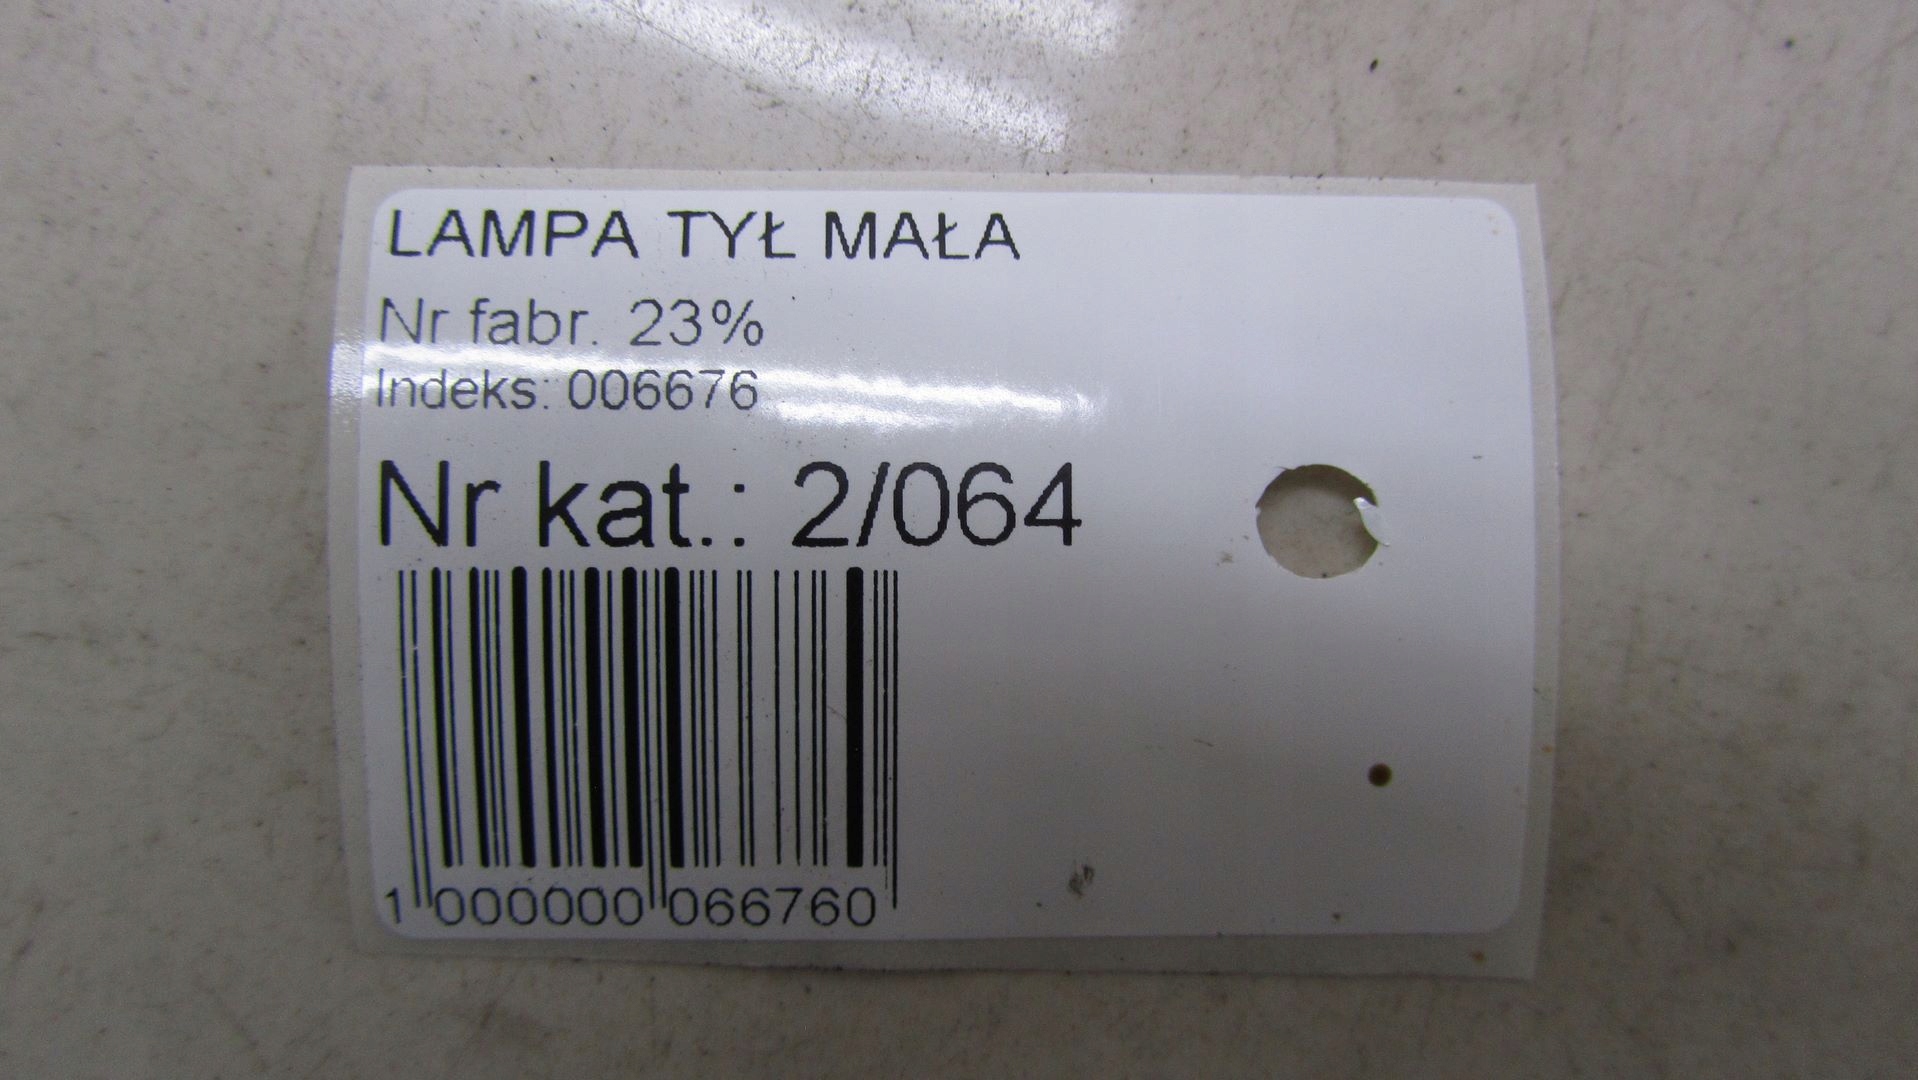 LAMPA TYŁ MAŁA
Nr fabr. 23%
Indeks: 006676
Nr kat.: 2/064
1 000000 066760